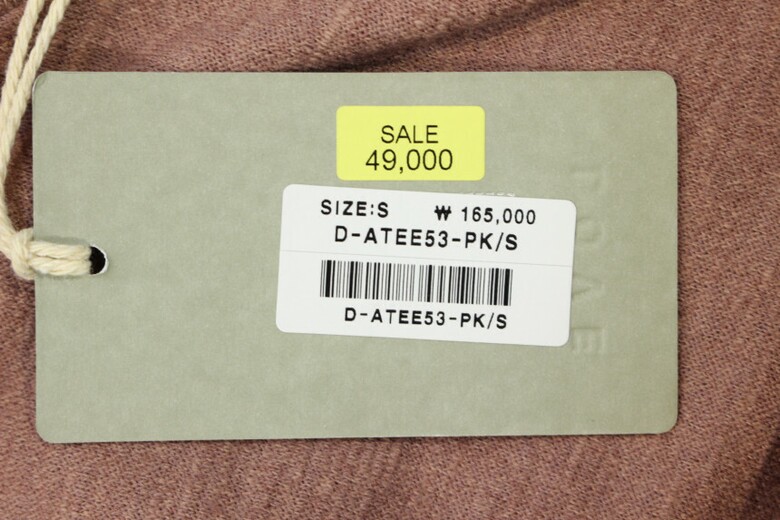 SALE
49,000
SIZE:S ₩ 165,000
D-ATEE53-PK/S
D-ATEE53-PK/S